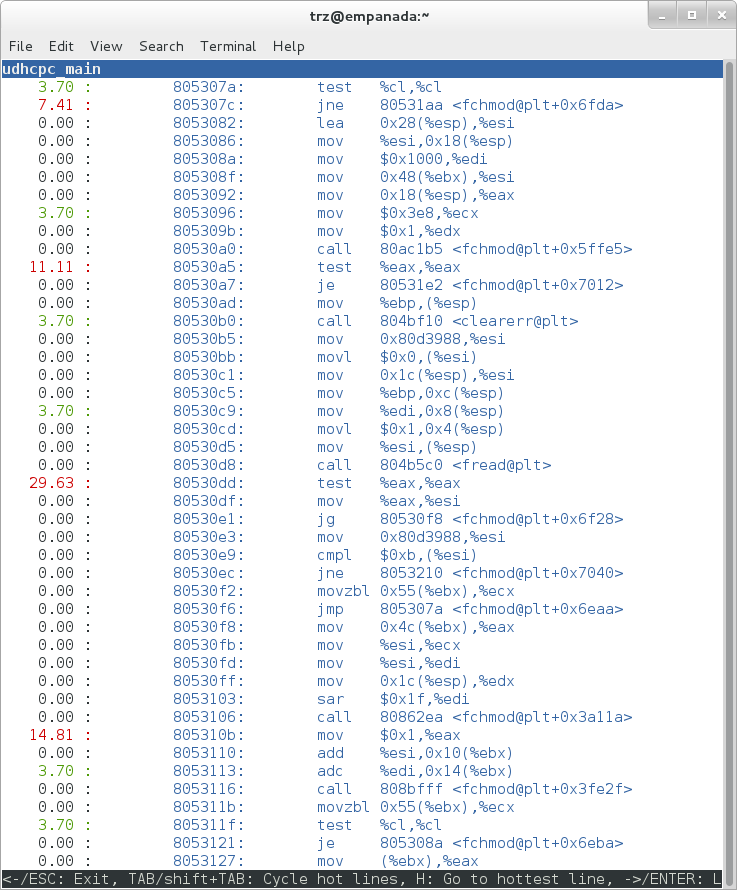 trz@empanada:~
File Edit View Search Terminal Help
udhcpc_main
3.70 : 805307a: test %cl,%cl
7.41 : 805307c: jne 80531aa <fchmod@plt+0x6fda>
0.00 : 8053082: lea 0x28(%esp),%esi
0.00 : 8053086: mov %esi,0x18(%esp)
0.00 : 805308a: mov $0x1000,%edi
0.00 : 805308f: mov 0x48(%ebx),%esi
0.00 : 8053092: mov 0x18(%esp),%eax
3.70 : 8053096: mov $0x3e8,%ecx
0.00 : 805309b: mov $0x1,%edx
0.00 : 80530a0: call 80ac1b5 <fchmod@plt+0x5ffe5>
11.11 : 80530a5: test %eax,%eax
0.00 : 80530a7: je 80531e2 <fchmod@plt+0x7012>
0.00 : 80530ad: mov %ebp,(%esp)
3.70 : 80530b0: call 804bf10 <clearerr@plt>
0.00 : 80530b5: mov 0x80d3988,%esi
0.00 : 80530bb: movl $0x0,(%esi)
0.00 : 80530c1: mov 0x1c(%esp),%esi
0.00 : 80530c5: mov %ebp,0xc(%esp)
3.70 : 80530c9: mov %edi,0x8(%esp)
0.00 : 80530cd: movl $0x1,0x4(%esp)
0.00 : 80530d5: mov %esi,(%esp)
0.00 : 80530d8: call 804b5c0 <fread@plt>
29.63 : 80530dd: test %eax,%eax
0.00 : 80530df: mov %eax,%esi
0.00 : 80530e1: jg 80530f8 <fchmod@plt+0x6f28>
0.00 : 80530e3: mov 0x80d3988,%esi
0.00 : 80530e9: cmpl $0xb,(%esi)
0.00 : 80530ec: jne 8053210 <fchmod@plt+0x7040>
0.00 : 80530f2: movzbl 0x55(%ebx),%ecx
0.00 : 80530f6: jmp 805307a <fchmod@plt+0x6eaa>
0.00 : 80530f8: mov 0x4c(%ebx),%eax
0.00 : 80530fb: mov %esi,%ecx
0.00 : 80530fd: mov %esi,%edi
0.00 : 80530ff: mov 0x1c(%esp),%edx
0.00 : 8053103: sar $0x1f,%edi
0.00 : 8053106: call 80862ea <fchmod@plt+0x3a11a>
14.81 : 805310b: mov $0x1,%eax
0.00 : 8053110: add %esi,0x10(%ebx)
3.70 : 8053113: adc %edi,0x14(%ebx)
0.00 : 8053116: call 808bfff <fchmod@plt+0x3fe2f>
0.00 : 805311b: movzbl 0x55(%ebx),%ecx
3.70 : 805311f: test %cl,%cl
0.00 : 8053121: je 805308a <fchmod@plt+0x6eba>
0.00 : 8053127: mov (%ebx),%eax
<-/ESC: Exit, TAB/shift+TAB: Cycle hot lines, H: Go to hottest line, ->/ENTER: L